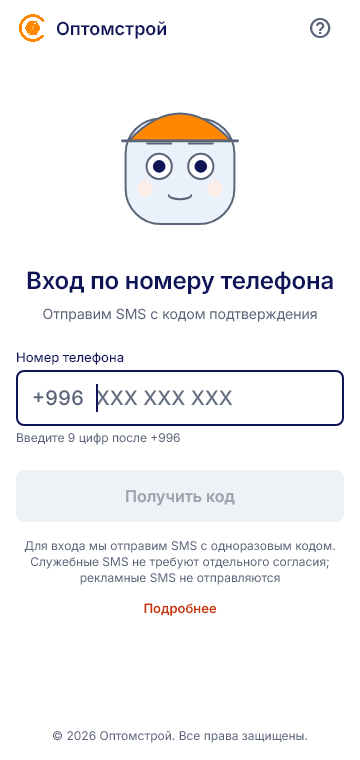 Оптомстрой
Вход по номеру телефона
Отправим SMS с кодом подтверждения
Номер телефона
+996 XXX XXX XXX
Введите 9 цифр после +996
Получить код
Для входа мы отправим SMS с одноразовым кодом.
Служебные SMS не требуют отдельного согласия;
рекламные SMS не отправляются
Подробнее
© 2026 Оптомстрой. Все права защищены.